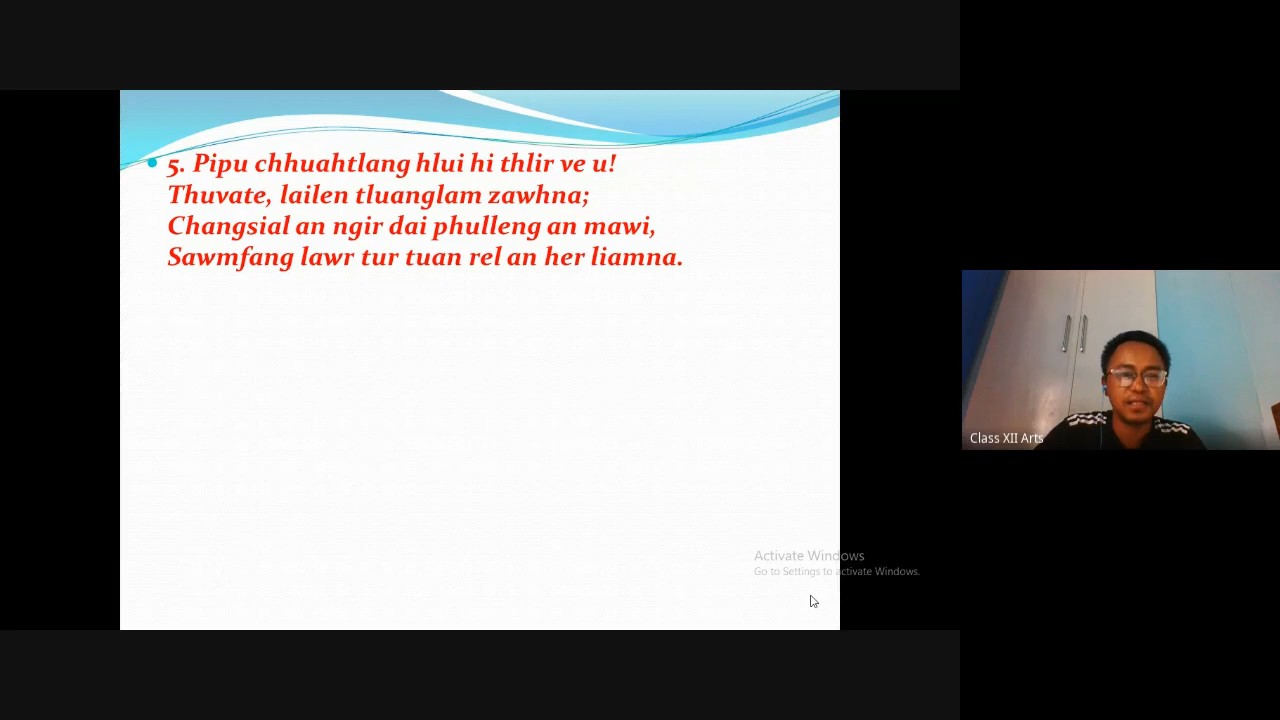 5. Pipu chhuahtlang hlui hi thlir ve u!
Thuvate, lailen tluanglam zawhna;
Changsial an ngir dai phulleng an mawi,
Sawmfang lawr tur tuan rel an her liamna.
Class XII Arts
Activate Windows
Go to Settings to activate Windows.